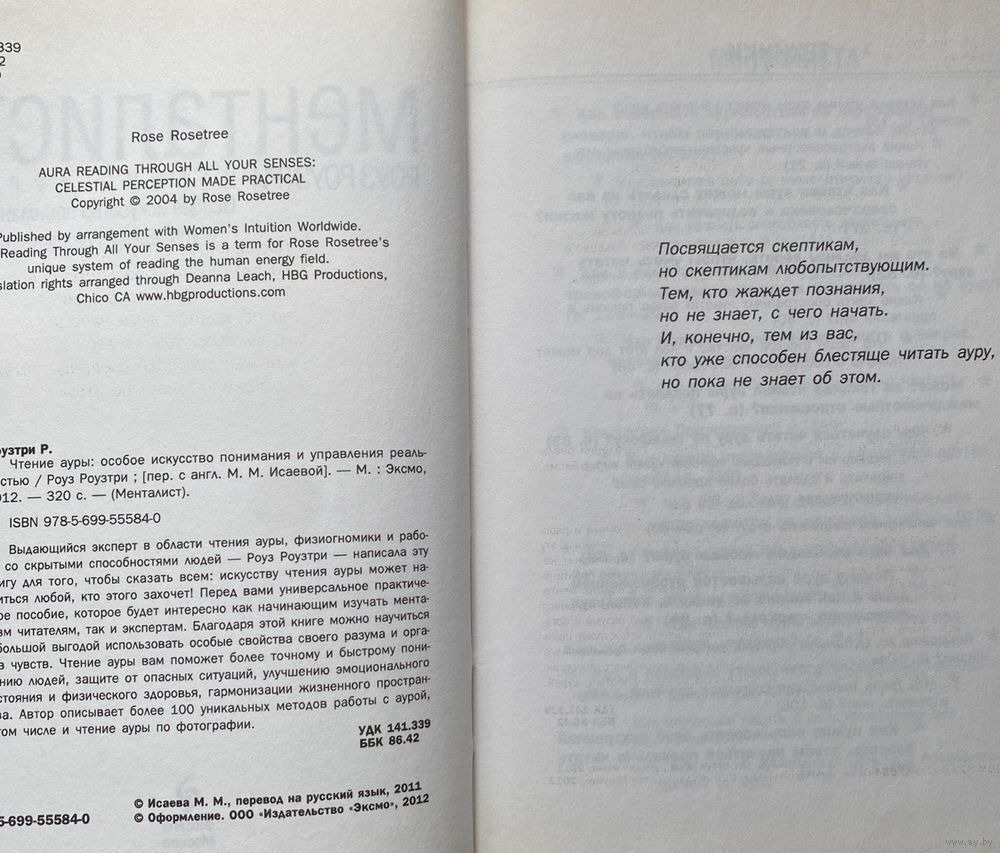 339
2
Rose Rosetree
AURA READING THROUGH ALL YOUR SENSES:
CELESTIAL PERCEPTION MADE PRACTICAL
Copyright © 2004 by Rose Rosetree
Published by arrangement with Women's Intuition Worldwide.
Reading Through All Your Senses is a term for Rose Rosetree's
unique system of reading the human energy field.
slation rights arranged through Deanna Leach, HBG Productions,
Chico CA www.hbgproductions.com
оузтри Р.
Чтение ауры: особое искусство понимания и управления реаль-
стью / Роуз Роузтри ; [пер. с англ. М. М. Исаевой]. — М. : Эксмо,
012. — 320 с. — (Менталист).
ISBN 978-5-699-55584-0
Выдающийся эксперт в области чтения ауры, физиогномики и рабо-
со скрытыми способностями людей — Роуз Роузтри — написала эту
игу для того, чтобы сказать всем: искусству чтения ауры может на-
иться любой, кто этого захочет! Перед вами универсальное практиче-
ое пособие, которое будет интересно как начинающим изучать мента-
зм читателям, так и экспертам. Благодаря этой книге можно научиться
большой выгодой использовать особые свойства своего разума и орга-
в чувств. Чтение ауры вам поможет более точному и быстрому пони-
нию людей, защите от опасных ситуаций, улучшению эмоционального
стояния и физического здоровья, гармонизации жизненного простран-
ва. Автор описывает более 100 уникальных методов работы с аурой,
том числе и чтение ауры по фотографии.
УДК 141.339
ББК 86.42
© Исаева М. М., перевод на русский язык, 2011
5-699-55584-0
© Оформление. ООО «Издательство «Эксмо», 2012
Посвящается скептикам,
но скептикам любопытствующим.
Тем, кто жаждет познания,
но не знает, с чего начать.
И, конечно, тем из вас,
кто уже способен блестяще читать ауру,
но пока не знает об этом.
www.ay.by